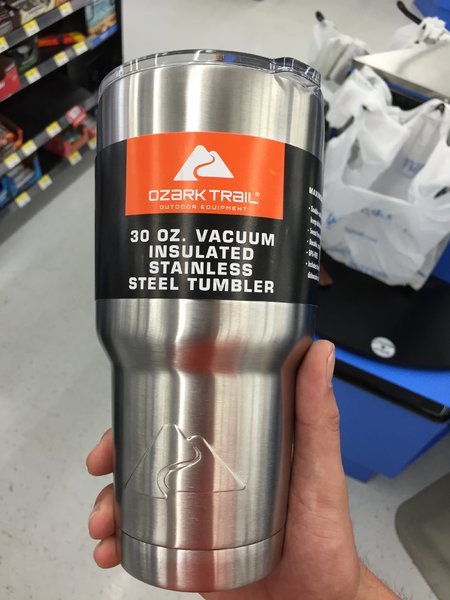 OZARK TRAIL®
OUTDOOR EQUIPMENT
30 OZ. VACUUM
INSULATED
STAINLESS
STEEL TUMBLER